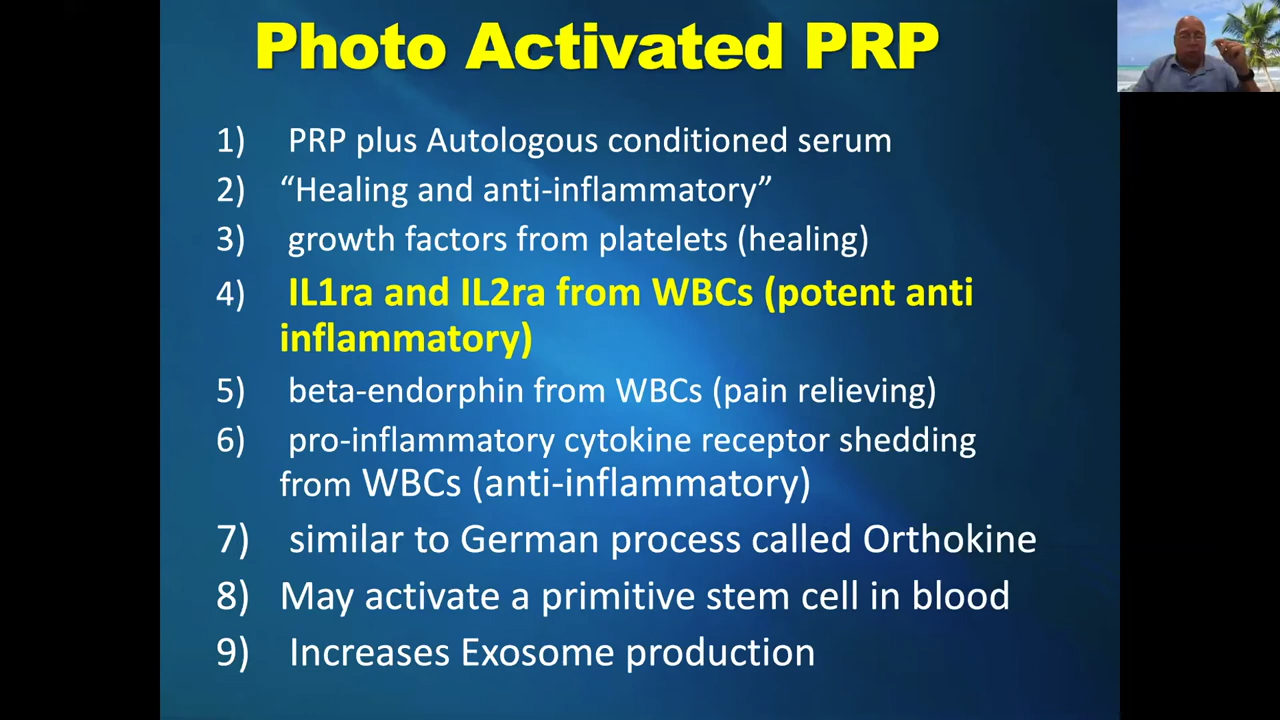 Photo Activated PRP
1) PRP plus Autologous conditioned serum
2) “Healing and anti-inflammatory”
3) growth factors from platelets (healing)
4) IL1ra and IL2ra from WBCs (potent anti
inflammatory)
5) beta-endorphin from WBCs (pain relieving)
6) pro-inflammatory cytokine receptor shedding
from WBCs (anti-inflammatory)
7) similar to German process called Orthokine
8) May activate a primitive stem cell in blood
9) Increases Exosome production